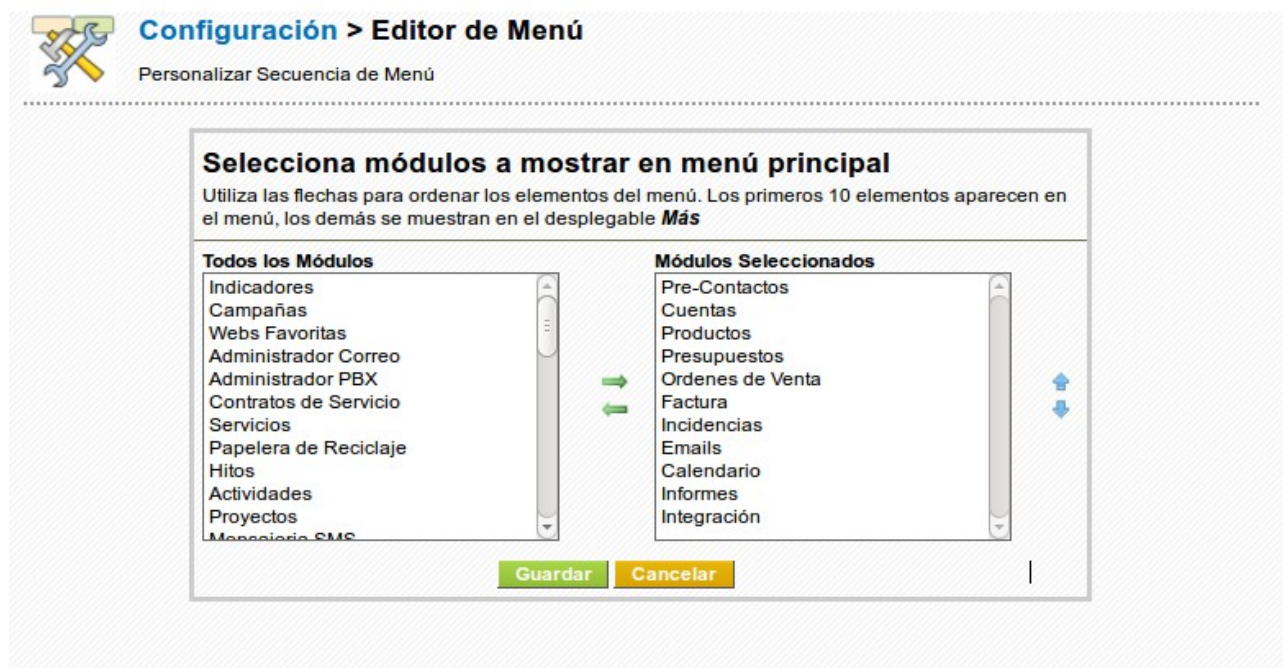 Configuración > Editor de Menú
Personalizar Secuencia de Menú
Selecciona módulos a mostrar en menú principal
Utiliza las flechas para ordenar los elementos del menú. Los primeros 10 elementos aparecen en
el menú, los demás se muestran en el desplegable Más
Todos los Módulos
Indicadores
Campañas
Webs Favoritas
Administrador Correo
Administrador PBX
Contratos de Servicio
Servicios
Papelera de Reciclaje
Hitos
Actividades
Proyectos
Mensajeria SMS
Módulos Seleccionados
Pre-Contactos
Cuentas
Productos
Presupuestos
Ordenes de Venta
Factura
Incidencias
Emails
Calendario
Informes
Integración
Guardar
Cancelar